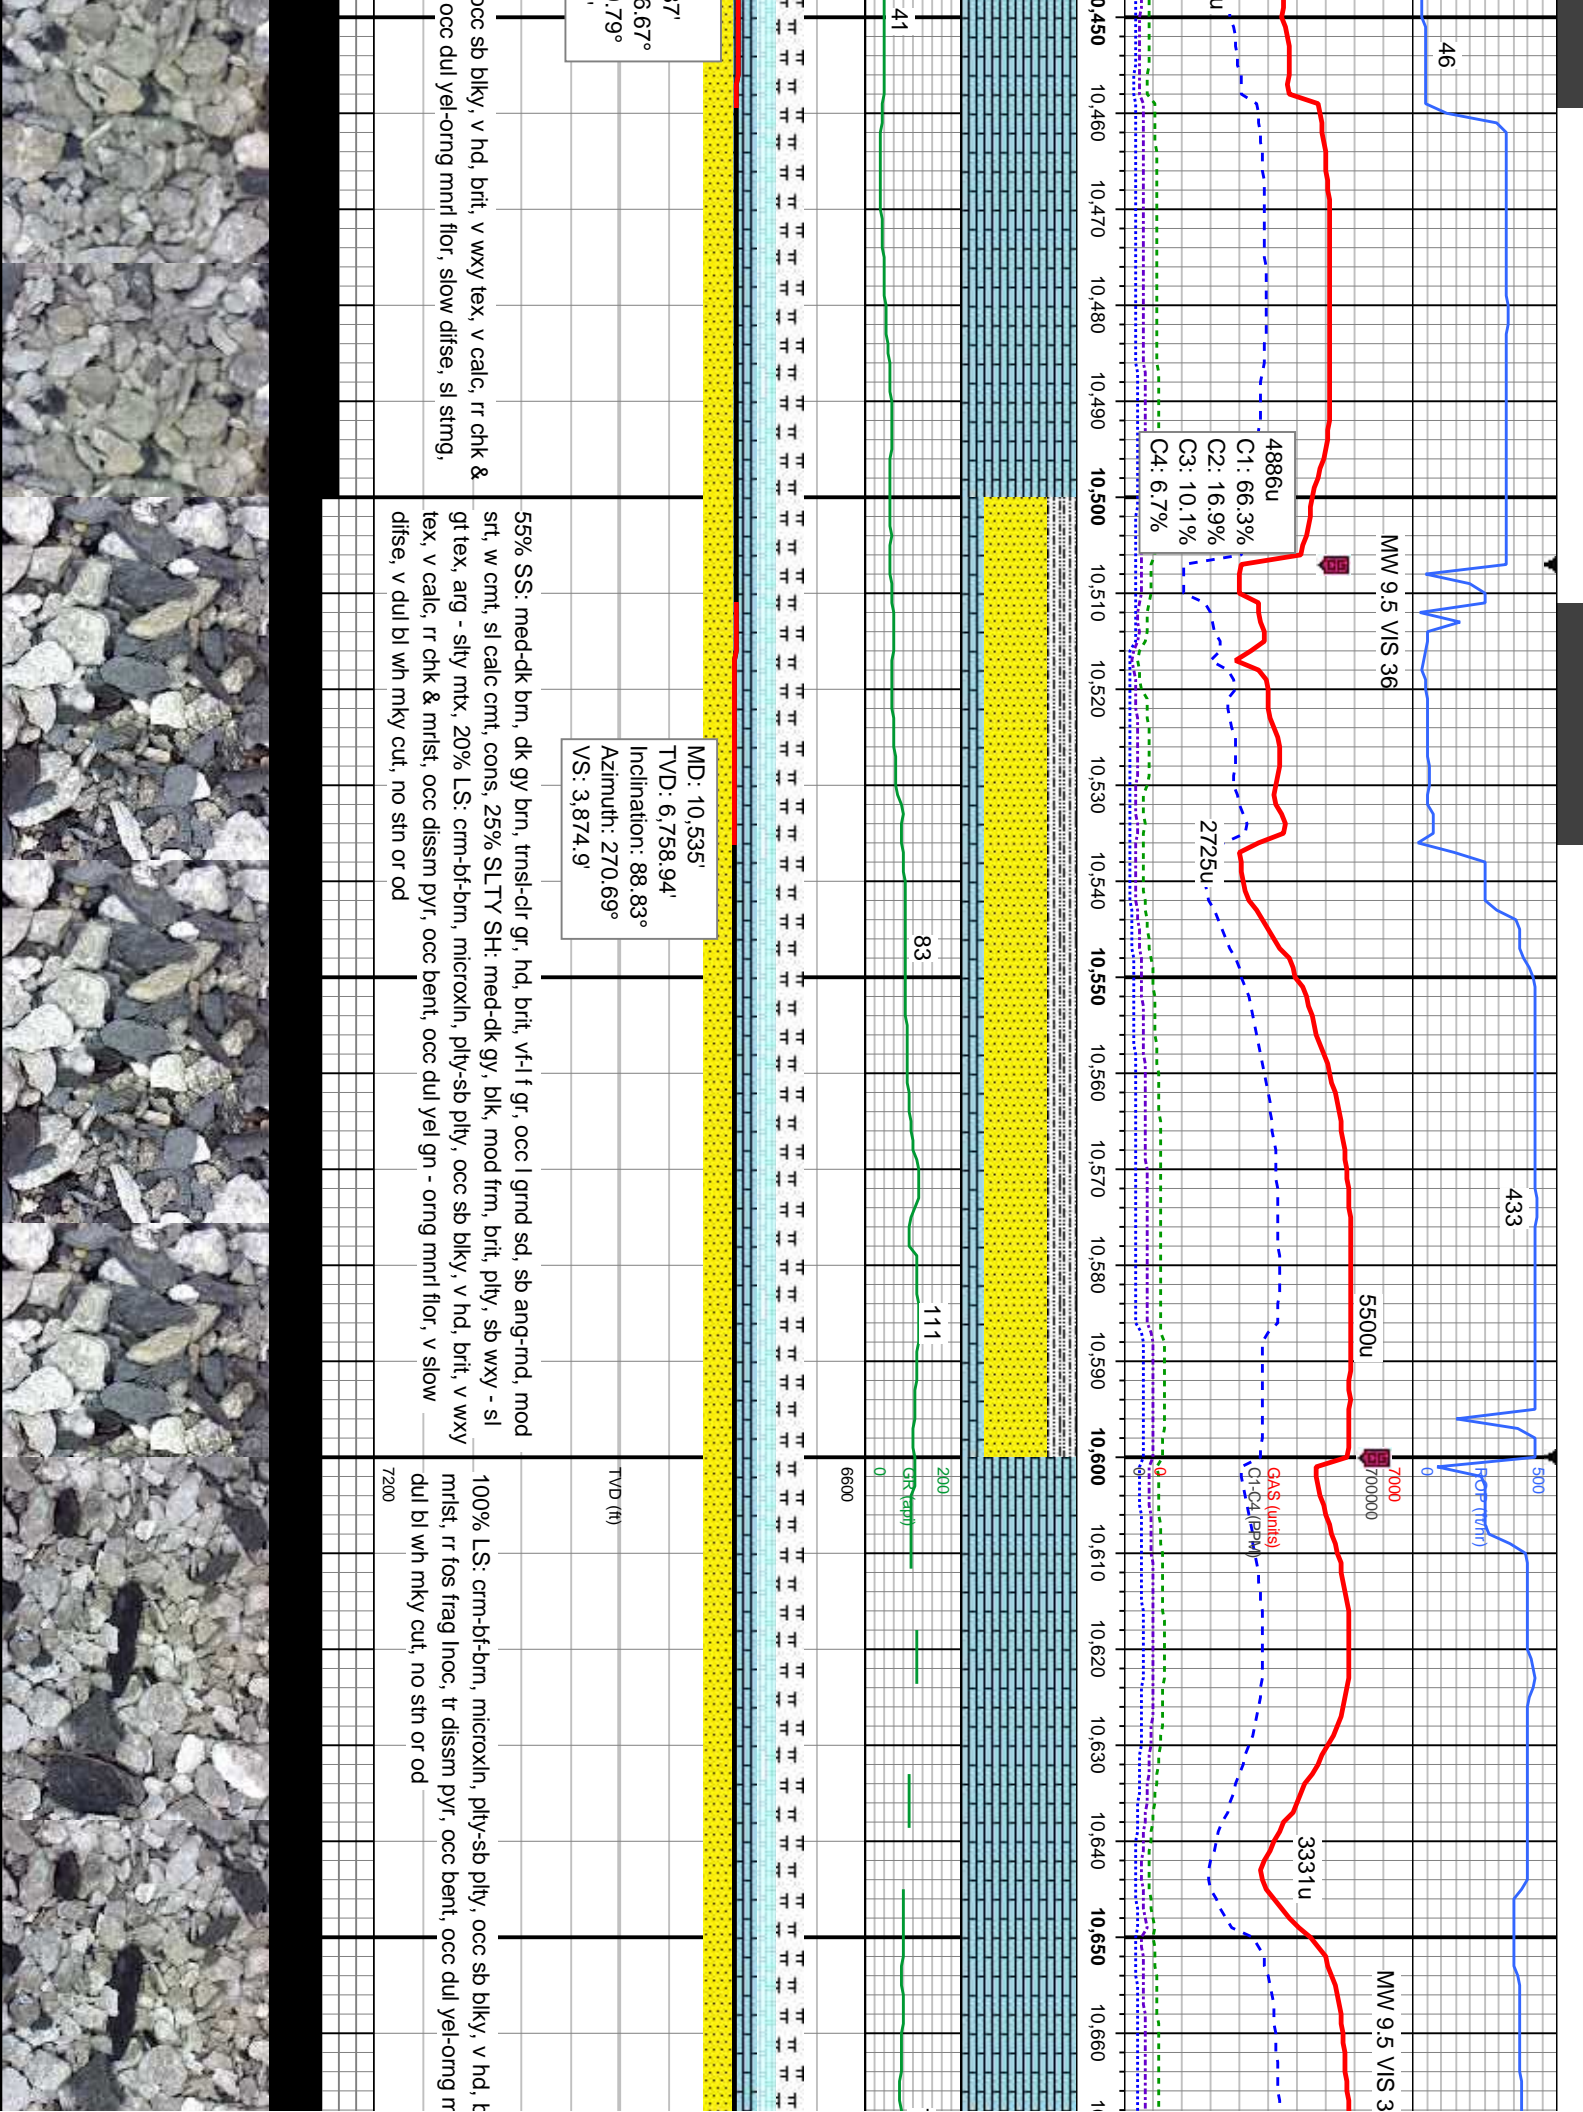 46
MW 9.5 VIS 36
433
500
ROP (ft/hr)
0
4886u
C1: 66.3%
C2: 16.9%
C3: 10.1%
C4: 6.7%
2725u
5500u
7000
700000
GAS (units)
C1-C4 (PPM)
0
0
3331u
MW 9.5 VIS 3
u
0,450
10,460
10,470
10,480
10,490
10,500
10,510
10,520
10,530
10,540
10,550
10,560
10,570
10,580
10,590
10,600
10,610
10,620
10,630
10,640
10,650
10,660
41
83
111
200
GR (api)
0
6600
TVD (ft)
7200
37'
6.67°
0.79°
MD: 10,535'
TVD: 6,758.94'
Inclination: 88.83°
Azimuth: 270.69°
VS: 3,874.9'
occ sb blky, v hd, brit, v wxy tex, v calc, rr chk &
occ dul yel-orng mnrl flor, slow difse, sl stmg,
55% SS: med-dk brn, dk gy brn, trnsl-clr gr, hd, brit, vf-l f gr, occ l grnd sd, sb ang-rnd, mod
srt, w cmt, sl calc cmt, cons, 25% SLTY SH: med-dk gy, blk, mod frm, brit, plty, sb wxy - sl
gt tex, arg - slty mtx, 20% LS: crm-bf-brn, microxln, plty-sb plty, occ sb blky, v hd, brit, v wxy
tex, v calc, rr chk & mrlst, occ dissm pyr, occ bent, occ dul yel gn - orng mnrl flor, v slow
difse, v dul bl wh mky cut, no stn or od
100% LS: crm-bf-brn, microxln, plty-sb plty, occ sb blky, v hd, b
mrlst, rr fos frag Inoc, tr dissm pyr, occ bent, occ dul yel-orng m
dul bl wh mky cut, no stn or od